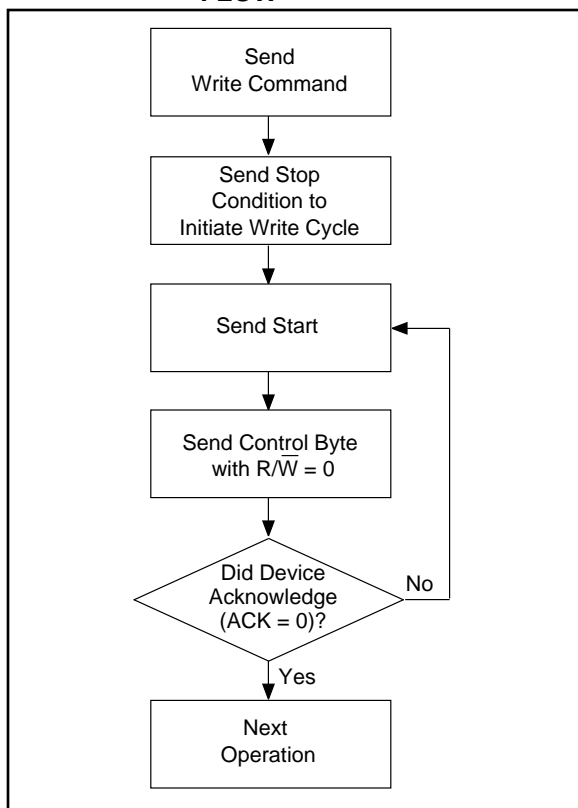 FLOW
Send
Write Command
Send Stop
Condition to
Initiate Write Cycle
Send Start
Send Control Byte
with R/W̅ = 0
Did Device
Acknowledge
(ACK = 0)?
No
Yes
Next
Operation